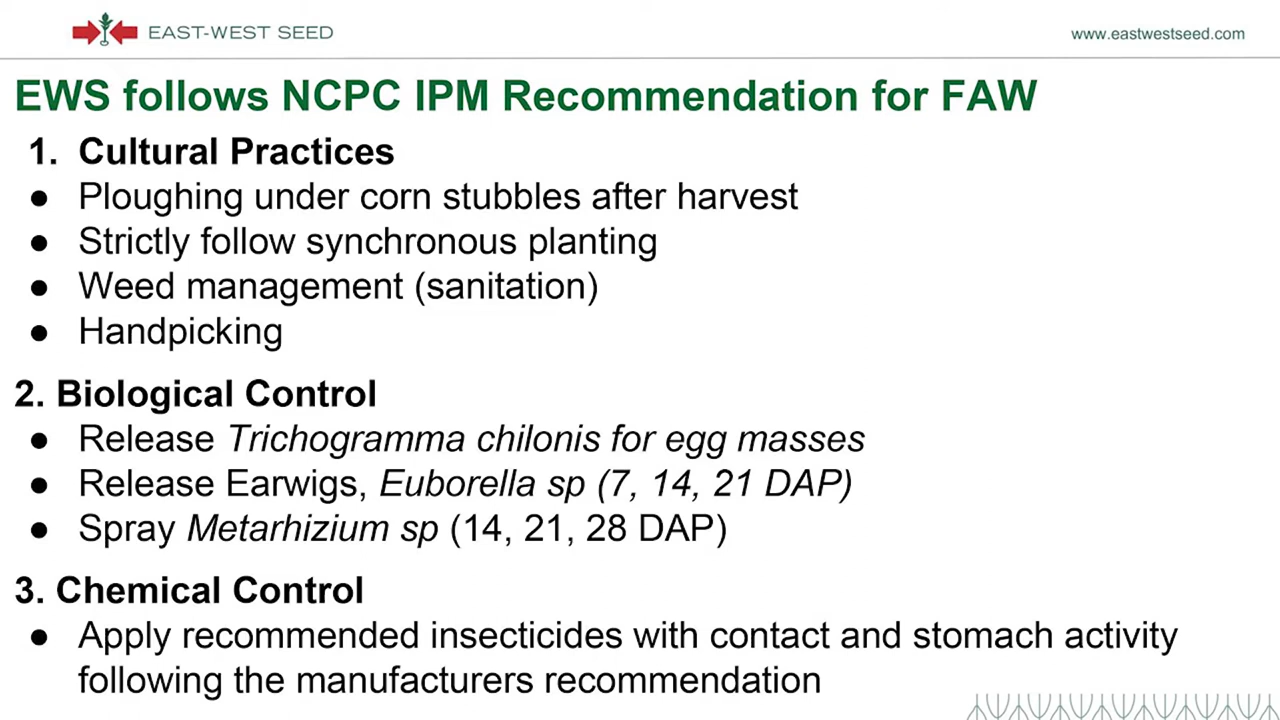 EAST-WEST SEED
www.eastwestseed.com
EWS follows NCPC IPM Recommendation for FAW
1. Cultural Practices
● Ploughing under corn stubbles after harvest
● Strictly follow synchronous planting
● Weed management (sanitation)
● Handpicking
2. Biological Control
● Release Trichogramma chilonis for egg masses
● Release Earwigs, Euborella sp (7, 14, 21 DAP)
● Spray Metarhizium sp (14, 21, 28 DAP)
3. Chemical Control
● Apply recommended insecticides with contact and stomach activity
following the manufacturers recommendation